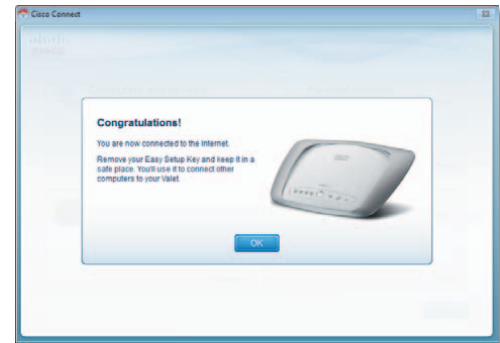 Cisco Connect
Congratulations!
You are now connected to the Internet.
Remove your Easy Setup Key and keep it in a
safe place. You'll use it to connect other
computers to your Valet.
OK